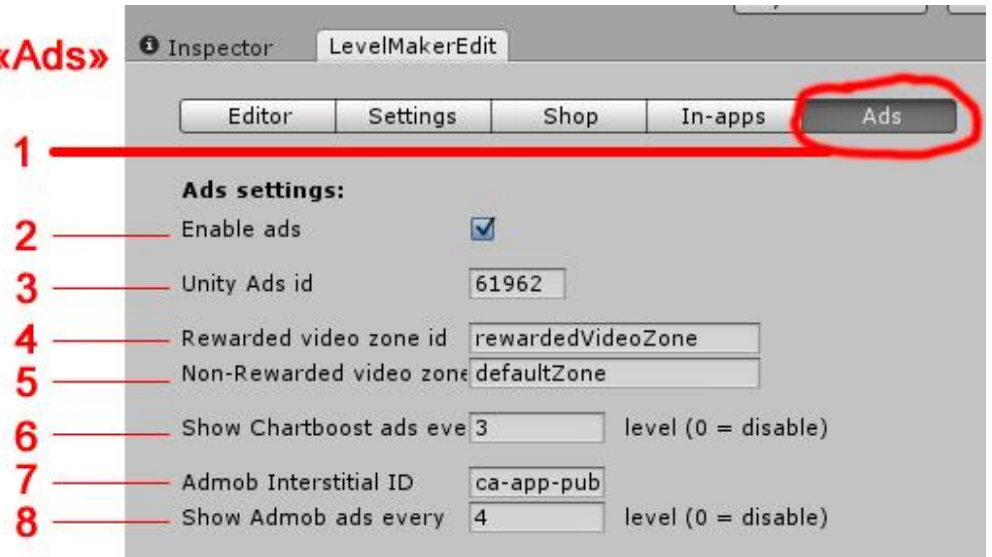 «Ads»
Inspector LevelMakerEdit
Editor Settings Shop In-apps Ads
1
Ads settings:
2 Enable ads
3 Unity Ads id 61962
4 Rewarded video zone id rewardedVideoZone
5 Non-Rewarded video zone defaultZone
6 Show Chartboost ads eve 3 level (0 = disable)
7 Admob Interstitial ID ca-app-pub
8 Show Admob ads every 4 level (0 = disable)